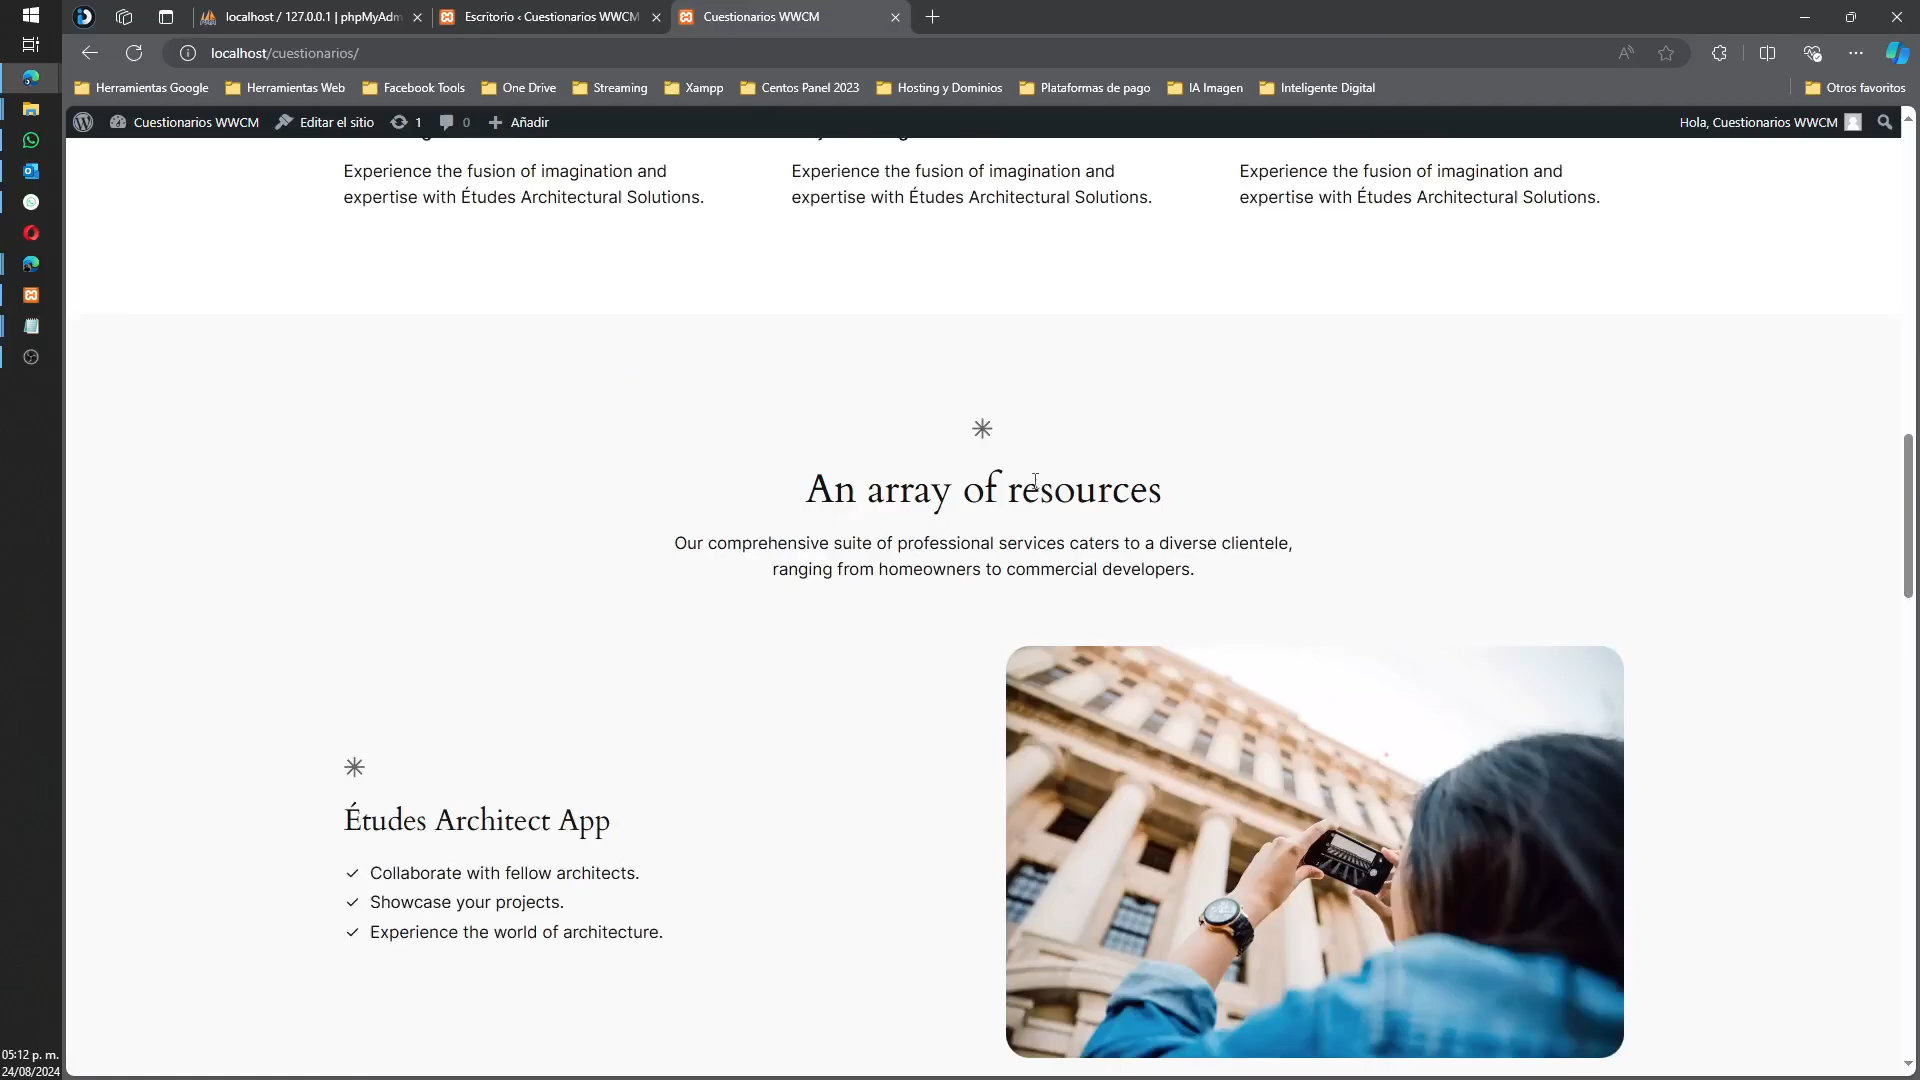 localhost / 127.0.0.1 | phpMyAdm
Escritorio ‹ Cuestionarios WWCM
Cuestionarios WWCM
localhost/cuestionarios/
Herramientas Google
Herramientas Web
Facebook Tools
One Drive
Streaming
Xampp
Centos Panel 2023
Hosting y Dominios
Plataformas de pago
IA Imagen
Inteligente Digital
Otros favoritos
Cuestionarios WWCM
Editar el sitio
1
0
Añadir
Hola, Cuestionarios WWCM
Experience the fusion of imagination and
expertise with Études Architectural Solutions.
Experience the fusion of imagination and
expertise with Études Architectural Solutions.
Experience the fusion of imagination and
expertise with Études Architectural Solutions.
An array of resources
Our comprehensive suite of professional services caters to a diverse clientele,
ranging from homeowners to commercial developers.
Études Architect App
Collaborate with fellow architects.
Showcase your projects.
Experience the world of architecture.
05:12 p. m.
24/08/2024